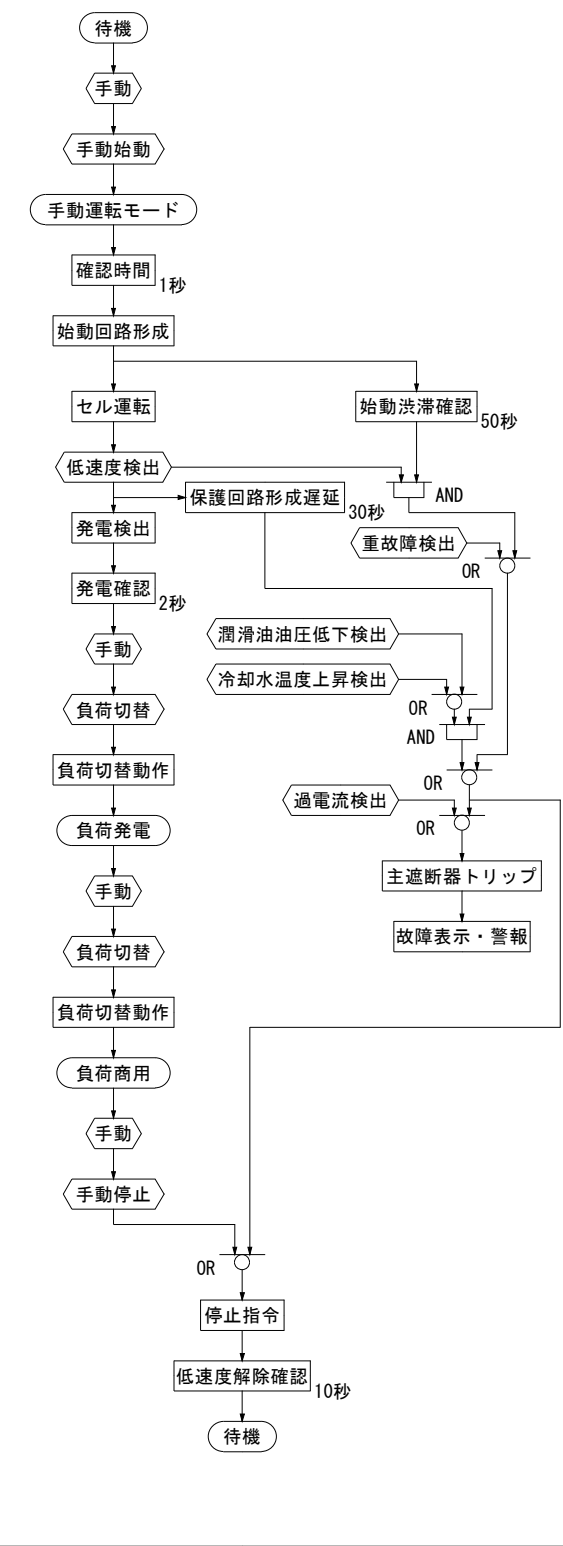 待機
手動
手動始動
手動運転モード
確認時間
1秒
始動回路形成
セル運転
始動渋滞確認
50秒
低速度検出
AND
保護回路形成遅延
30秒
発電検出
重故障検出
OR
発電確認
2秒
手動
潤滑油油圧低下検出
冷却水温度上昇検出
負荷切替
OR
AND
負荷切替動作
OR
過電流検出
負荷発電
OR
主遮断器トリップ
手動
故障表示・警報
負荷切替
負荷切替動作
負荷商用
手動
手動停止
OR
停止指令
低速度解除確認
10秒
待機